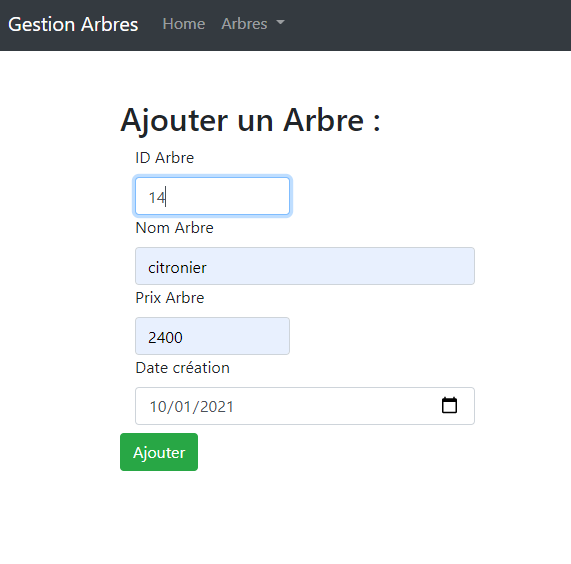 Gestion Arbres Home Arbres
Ajouter un Arbre :
ID Arbre
14
Nom Arbre
citronier
Prix Arbre
2400
Date création
10/01/2021
Ajouter